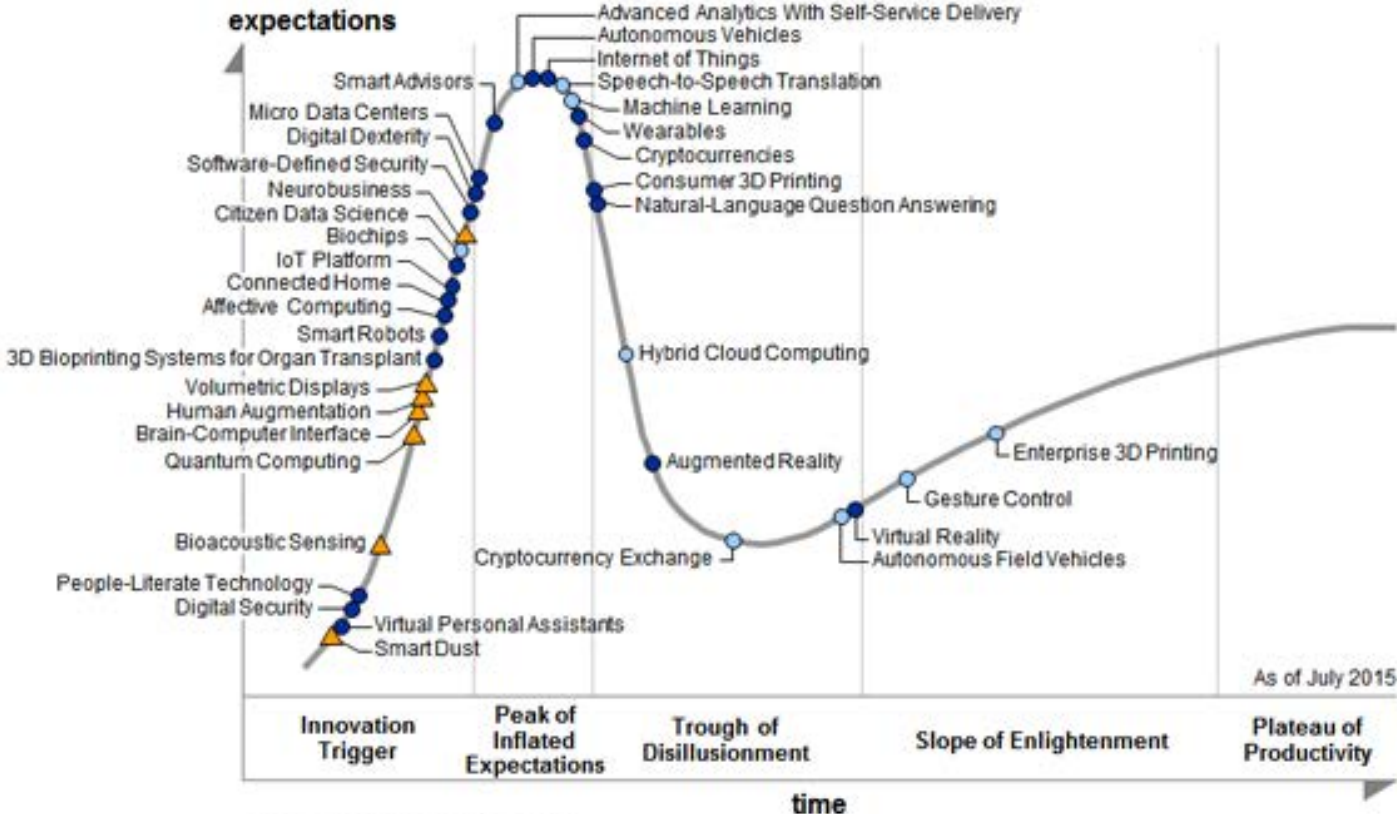 expectations
Advanced Analytics With Self-Service Delivery
Autonomous Vehicles
Internet of Things
Speech-to-Speech Translation
Machine Learning
Wearables
Cryptocurrencies
Consumer 3D Printing
Natural-Language Question Answering
Smart Advisors
Micro Data Centers
Digital Dexterity
Software-Defined Security
Neurobusiness
Citizen Data Science
Biochips
IoT Platform
Connected Home
Affective Computing
Smart Robots
3D Bioprinting Systems for Organ Transplant
Volumetric Displays
Human Augmentation
Brain-Computer Interface
Quantum Computing
Bioacoustic Sensing
People-Literate Technology
Digital Security
Virtual Personal Assistants
Smart Dust
Hybrid Cloud Computing
Augmented Reality
Cryptocurrency Exchange
Enterprise 3D Printing
Gesture Control
Virtual Reality
Autonomous Field Vehicles
As of July 2015
Innovation
Trigger
Peak of
Inflated
Expectations
Trough of
Disillusionment
Slope of Enlightenment
Plateau of
Productivity
time